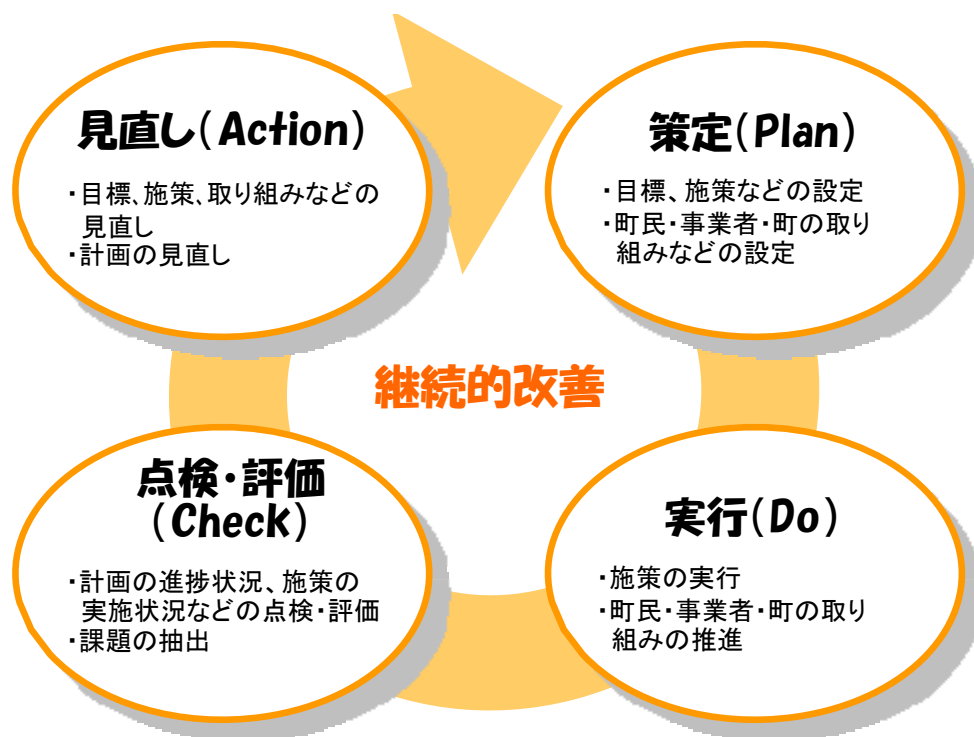 見直し(Action)
・目標、施策、取り組みなどの
見直し
・計画の見直し
策定(Plan)
・目標、施策などの設定
・町民・事業者・町の取り
組みなどの設定
継続的改善
点検・評価
(Check)
・計画の進捗状況、施策の
実施状況などの点検・評価
・課題の抽出
実行(Do)
・施策の実行
・町民・事業者・町の取り
組みの推進